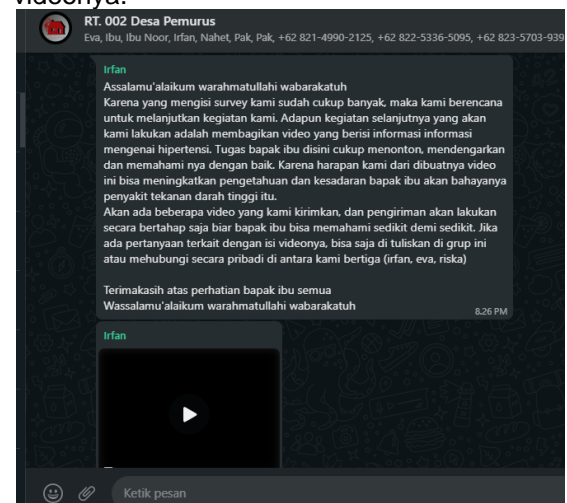 videonya.
RT. 002 Desa Pemurus
Eva, Ibu, Ibu Noor, Irfan, Nahet, Pak, Pak, +62 821-4990-2125, +62 822-5336-5095, +62 823-5703-939
Irfan
Assalamu'alaikum warahmatullahi wabarakatuh
Karena yang mengisi survey kami sudah cukup banyak, maka kami berencana
untuk melanjutkan kegiatan kami. Adapun kegiatan selanjutnya yang akan
kami lakukan adalah membagikan video yang berisi informasi informasi
mengenai hipertensi. Tugas bapak ibu disini cukup menonton, mendengarkan
dan memahami nya dengan baik. Karena harapan kami dari dibuatnya video
ini bisa meningkatkan pengetahuan dan kesadaran bapak ibu akan bahayanya
penyakit tekanan darah tinggi itu.
Akan ada beberapa video yang kami kirimkan, dan pengiriman akan lakukan
secara bertahap saja biar bapak ibu bisa memahami sedikit demi sedikit. Jika
ada pertanyaan terkait dengan isi videonya, bisa saja di tuliskan di grup ini
atau mehubungi secara pribadi di antara kami bertiga (irfan, eva, riska)
Terimakasih atas perhatian bapak ibu semua
Wassalamu'alaikum warahmatullahi wabarakatuh
8.26 PM
Irfan
Ketik pesan